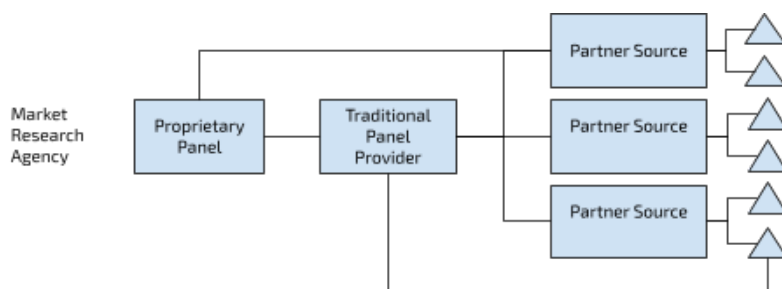 Market
Research
Agency
Proprietary
Panel
Traditional
Panel
Provider
Partner Source
Partner Source
Partner Source